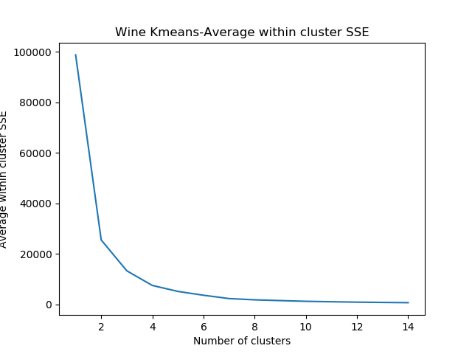 Wine Kmeans-Average within cluster SSE
100000
80000
60000
40000
20000
0
Average within cluster SSE
2 4 6 8 10 12 14
Number of clusters